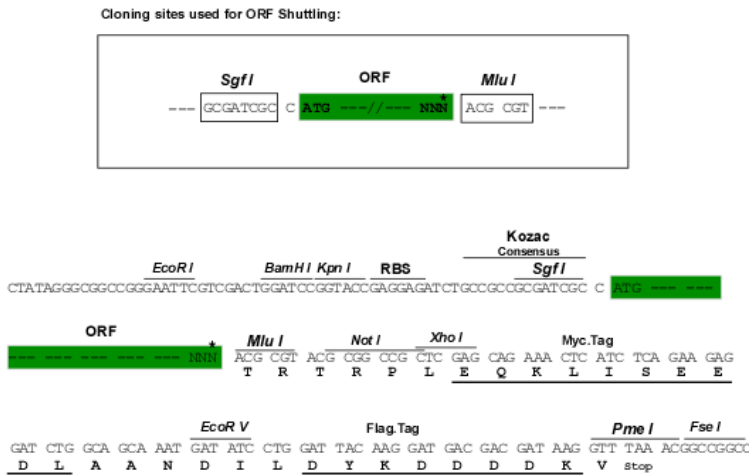 Cloning sites used for ORF Shuttling:
Sgf I ORF Mlu I
--- GCGATCGC C ATG ---//--- NNN* ACG CGT ---
Kozac
Consensus
EcoR I BamH I Kpn I RBS Sgf I
CTATAGGGCGGCCGGGAATTCGTCGACTGGATCCGGTACCGAGGAGATCTGCCGCCGCGATCGC C ATG --- ---
ORF
Mlu I Not I Xho I Myc.Tag
--- --- --- --- --- NNN* ACG CGT ACG CGG CCG CTC GAG CAG AAA CTC ATC TCA GAA GAG
T R T R P L E Q K L I S E E
EcoR V Flag.Tag Pme I Fse I
GAT CTG GCA GCA AAT GAT ATC CTG GAT TAC AAG GAT GAC GAC GAT AAG GTT TAA ACGGCCGGCC
D L A A N D I L D Y K D D D D K V Stop